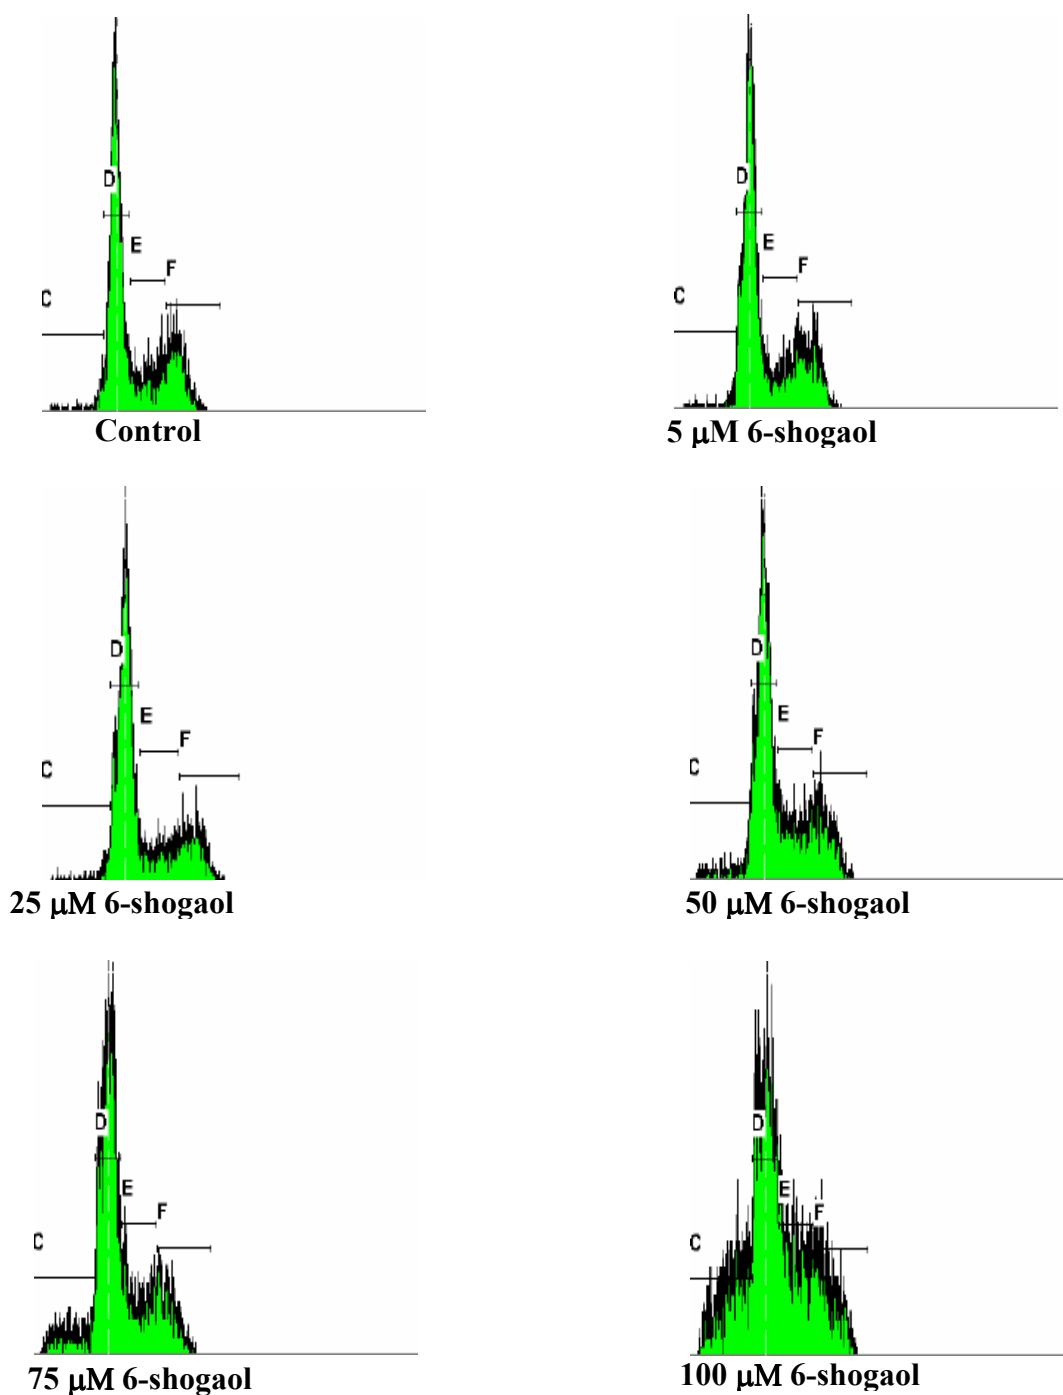 D
E
F
C
Control
D
E
F
C
5 μM 6-shogaol
D
E
F
C
25 μM 6-shogaol
D
E
F
C
50 μM 6-shogaol
D
E
F
C
75 μM 6-shogaol
D
E
F
C
100 μM 6-shogaol